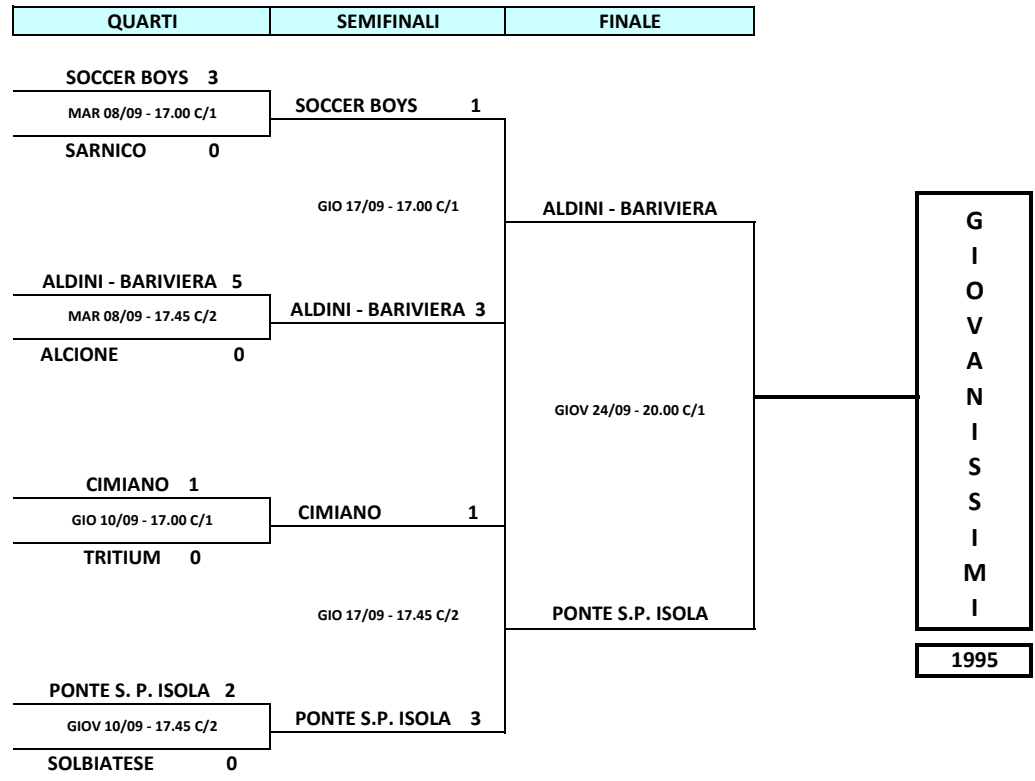 QUARTI SEMIFINALI FINALE
SOCCER BOYS 3
MAR 08/09 - 17.00 C/1
SARNICO 0
SOCCER BOYS 1
GIO 17/09 - 17.00 C/1
ALDINI - BARIVIERA
ALDINI - BARIVIERA 5
MAR 08/09 - 17.45 C/2
ALCIONE 0
ALDINI - BARIVIERA 3
GIOV 24/09 - 20.00 C/1
CIMIANO 1
GIO 10/09 - 17.00 C/1
TRITIUM 0
CIMIANO 1
GIO 17/09 - 17.45 C/2
PONTE S.P. ISOLA
PONTE S. P. ISOLA 2
GIOV 10/09 - 17.45 C/2
SOLBIATESE 0
PONTE S.P. ISOLA 3
G
I
O
V
A
N
I
S
S
I
M
I
1995